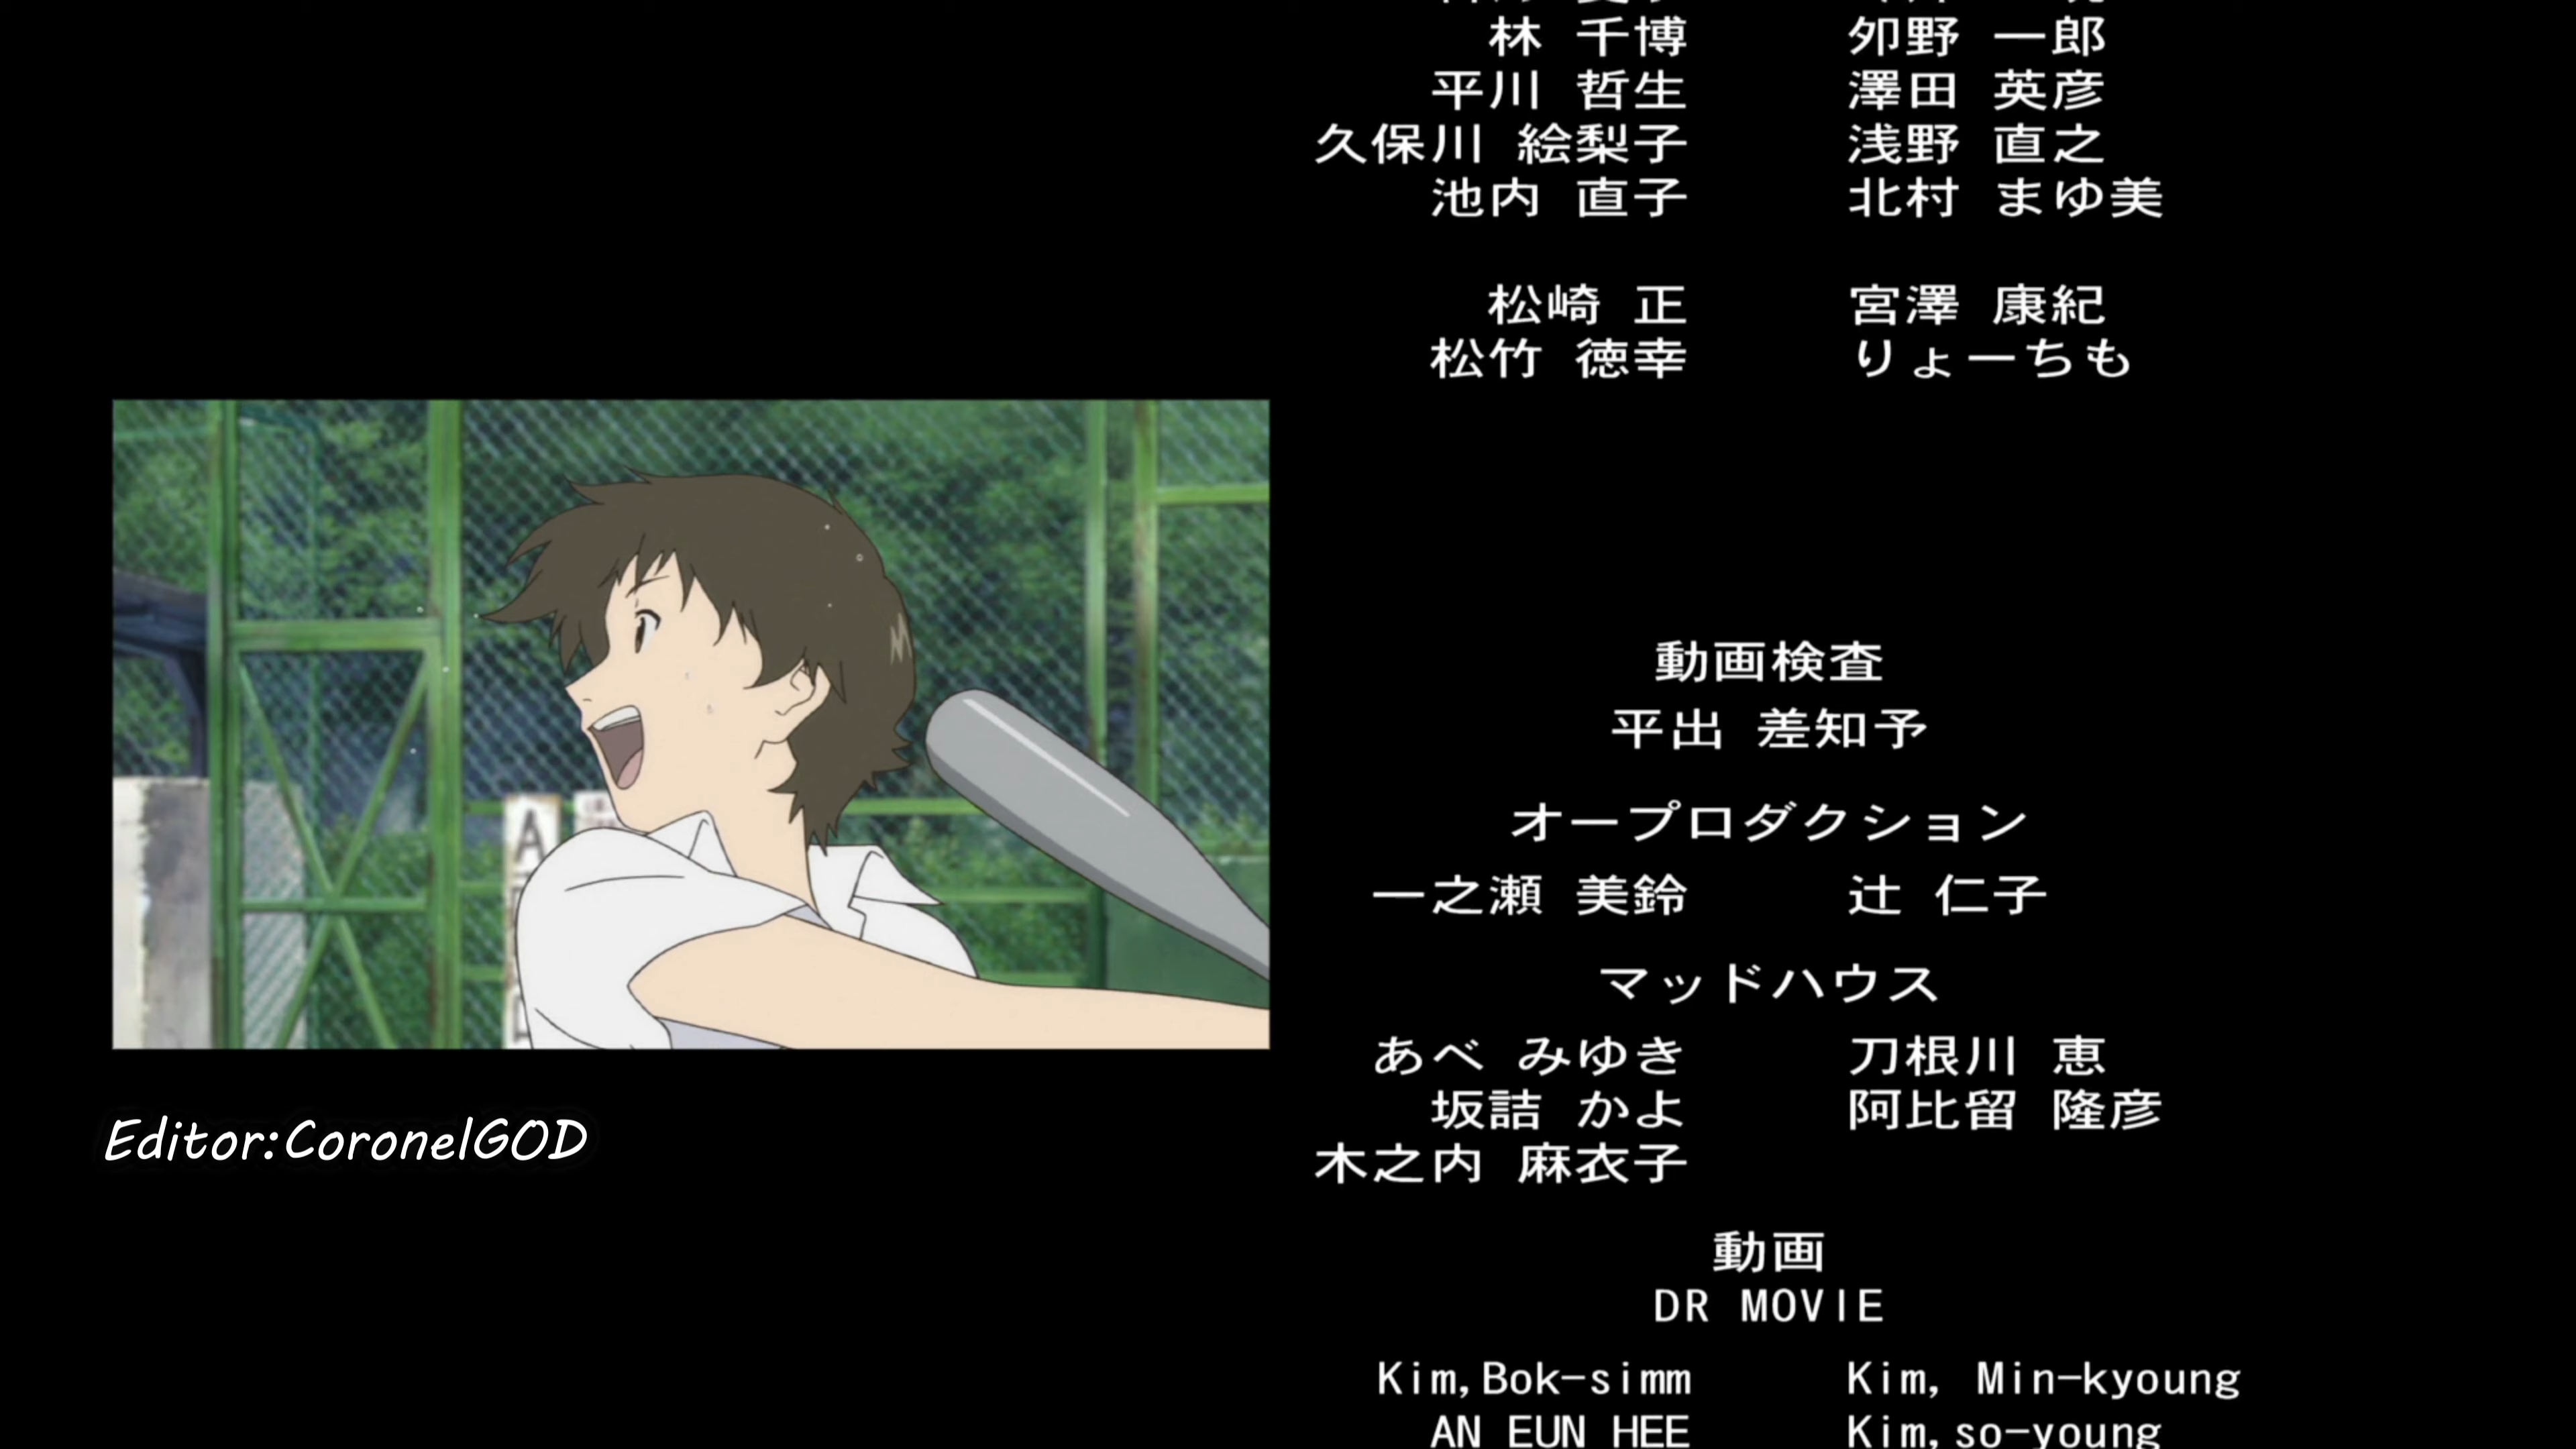 林 千博 夘野 一郎
平川 哲生 澤田 英彦
久保川 絵梨子 浅野 直之
池内 直子 北村 まゆ美
松崎 正 宮澤 康紀
松竹 徳幸 りょーちも
動画検査
平出 差知予
オープロダクション
一之瀬 美鈴 辻 仁子
マッドハウス
あべ みゆき 刀根川 恵
坂詰 かよ 阿比留 隆彦
木之内 麻衣子
動画
DR MOVIE
Kim,Bok-simm Kim, Min-kyoung
AN EUN HEE Kim,so-young
A
Editor:CoronelGOD